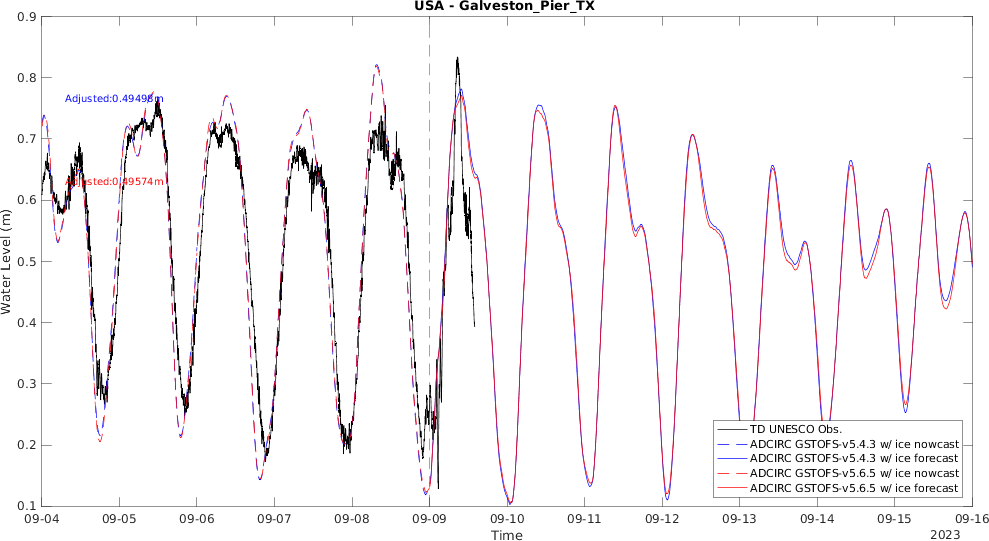 USA - Galveston_Pier_TX
0.9
0.8
0.7
0.6
0.5
0.4
0.3
0.2
0.1
Water Level (m)
Adjusted:0.49498m
Adjusted:0.49574m
TD UNESCO Obs.
ADCIRC GSTOFS-v5.4.3 w/ ice nowcast
ADCIRC GSTOFS-v5.4.3 w/ ice forecast
ADCIRC GSTOFS-v5.6.5 w/ ice nowcast
ADCIRC GSTOFS-v5.6.5 w/ ice forecast
09-04 09-05 09-06 09-07 09-08 09-09 09-10 09-11 09-12 09-13 09-14 09-15 09-16
Time
2023